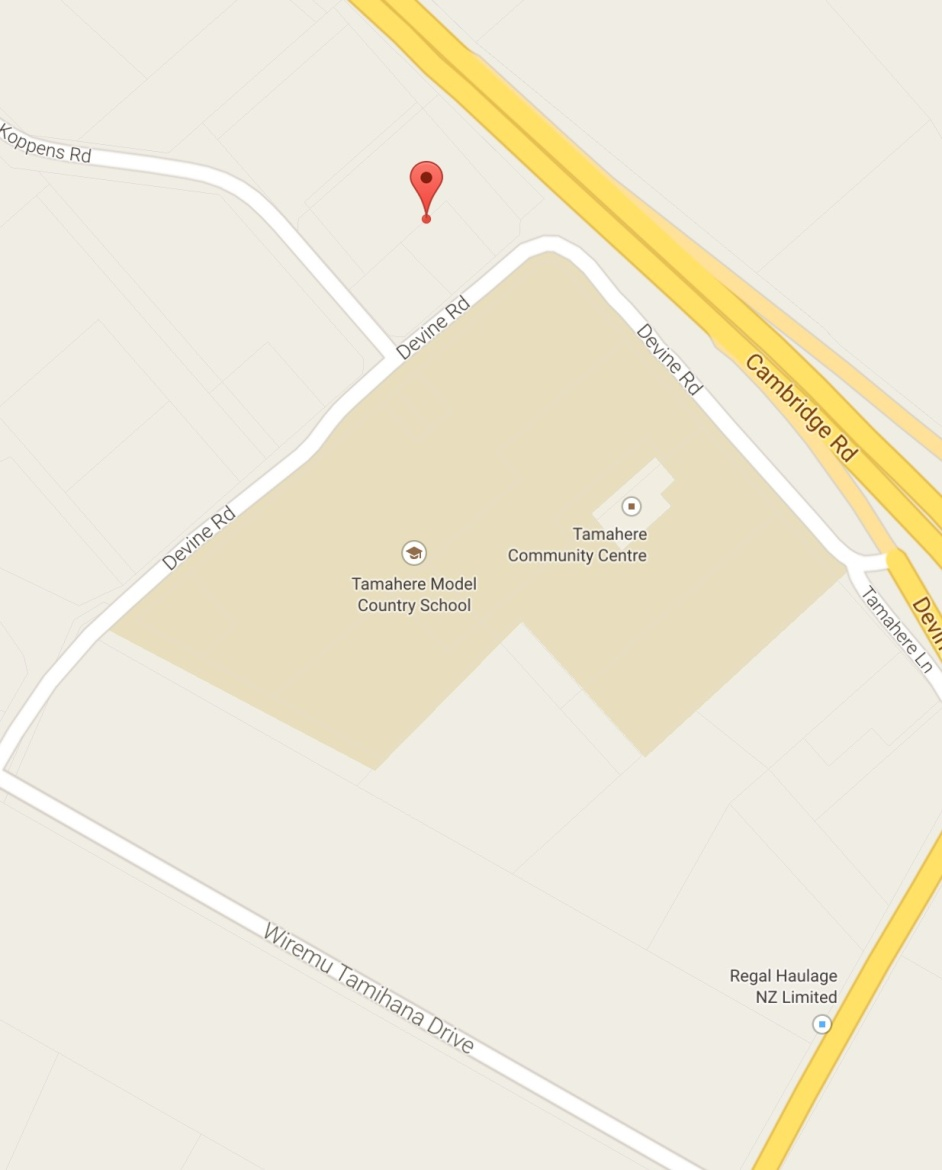 Koppens Rd
Devine Rd
Devine Rd
Cambridge Rd
Devine Rd
Tamahere
Community Centre
Tamahere Model
Country School
Tamahere Ln
Devin
Wiremu Tamihana Drive
Regal Haulage
NZ Limited